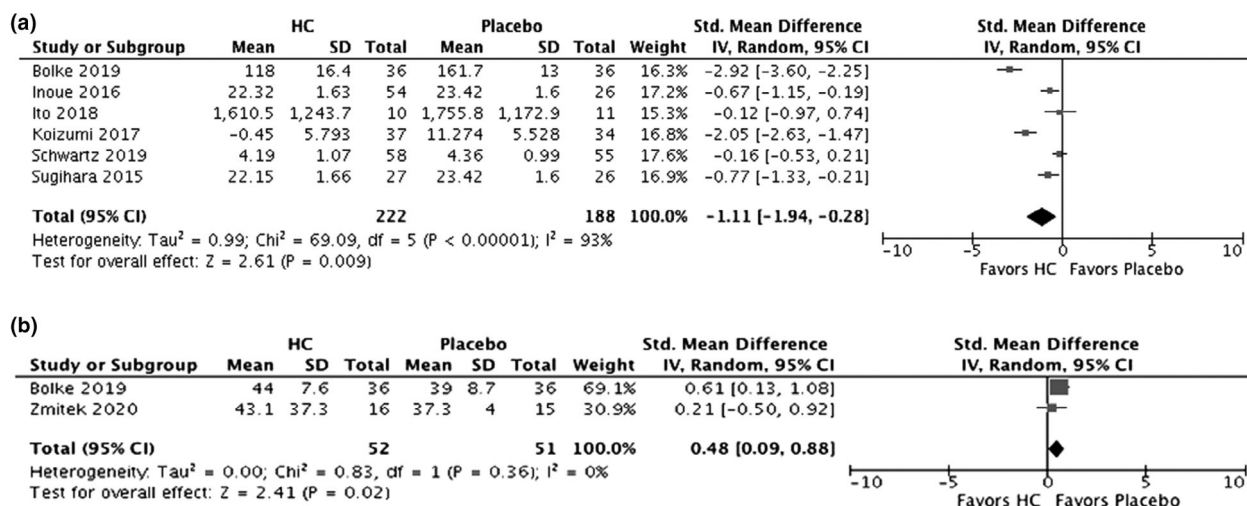 (a)
HC Placebo Std. Mean Difference Std. Mean Difference
Study or Subgroup Mean SD Total Mean SD Total Weight IV, Random, 95% CI IV, Random, 95% CI
Bolke 2019 118 16.4 36 161.7 13 36 16.3% −2.92 [−3.60, −2.25]
Inoue 2016 22.32 1.63 54 23.42 1.6 26 17.2% −0.67 [−1.15, −0.19]
Ito 2018 1,610.5 1,243.7 10 1,755.8 1,172.9 11 15.3% −0.12 [−0.97, 0.74]
Koizumi 2017 −0.45 5.793 37 11.274 5.528 34 16.8% −2.05 [−2.63, −1.47]
Schwartz 2019 4.19 1.07 58 4.36 0.99 55 17.6% −0.16 [−0.53, 0.21]
Sugihara 2015 22.15 1.66 27 23.42 1.6 26 16.9% −0.77 [−1.33, −0.21]
Total (95% CI) 222 188 100.0% −1.11 [−1.94, −0.28]
Heterogeneity: Tau² = 0.99; Chi² = 69.09, df = 5 (P < 0.00001); I² = 93%
Test for overall effect: Z = 2.61 (P = 0.009)
−10 −5 0 5 10
Favors HC Favors Placebo
(b)
HC Placebo Std. Mean Difference Std. Mean Difference
Study or Subgroup Mean SD Total Mean SD Total Weight IV, Random, 95% CI IV, Random, 95% CI
Bolke 2019 44 7.6 36 39 8.7 36 69.1% 0.61 [0.13, 1.08]
Zmitek 2020 43.1 37.3 16 37.3 4 15 30.9% 0.21 [−0.50, 0.92]
Total (95% CI) 52 51 100.0% 0.48 [0.09, 0.88]
Heterogeneity: Tau² = 0.00; Chi² = 0.83, df = 1 (P = 0.36); I² = 0%
Test for overall effect: Z = 2.41 (P = 0.02)
−10 −5 0 5 10
Favors HC Favors Placebo